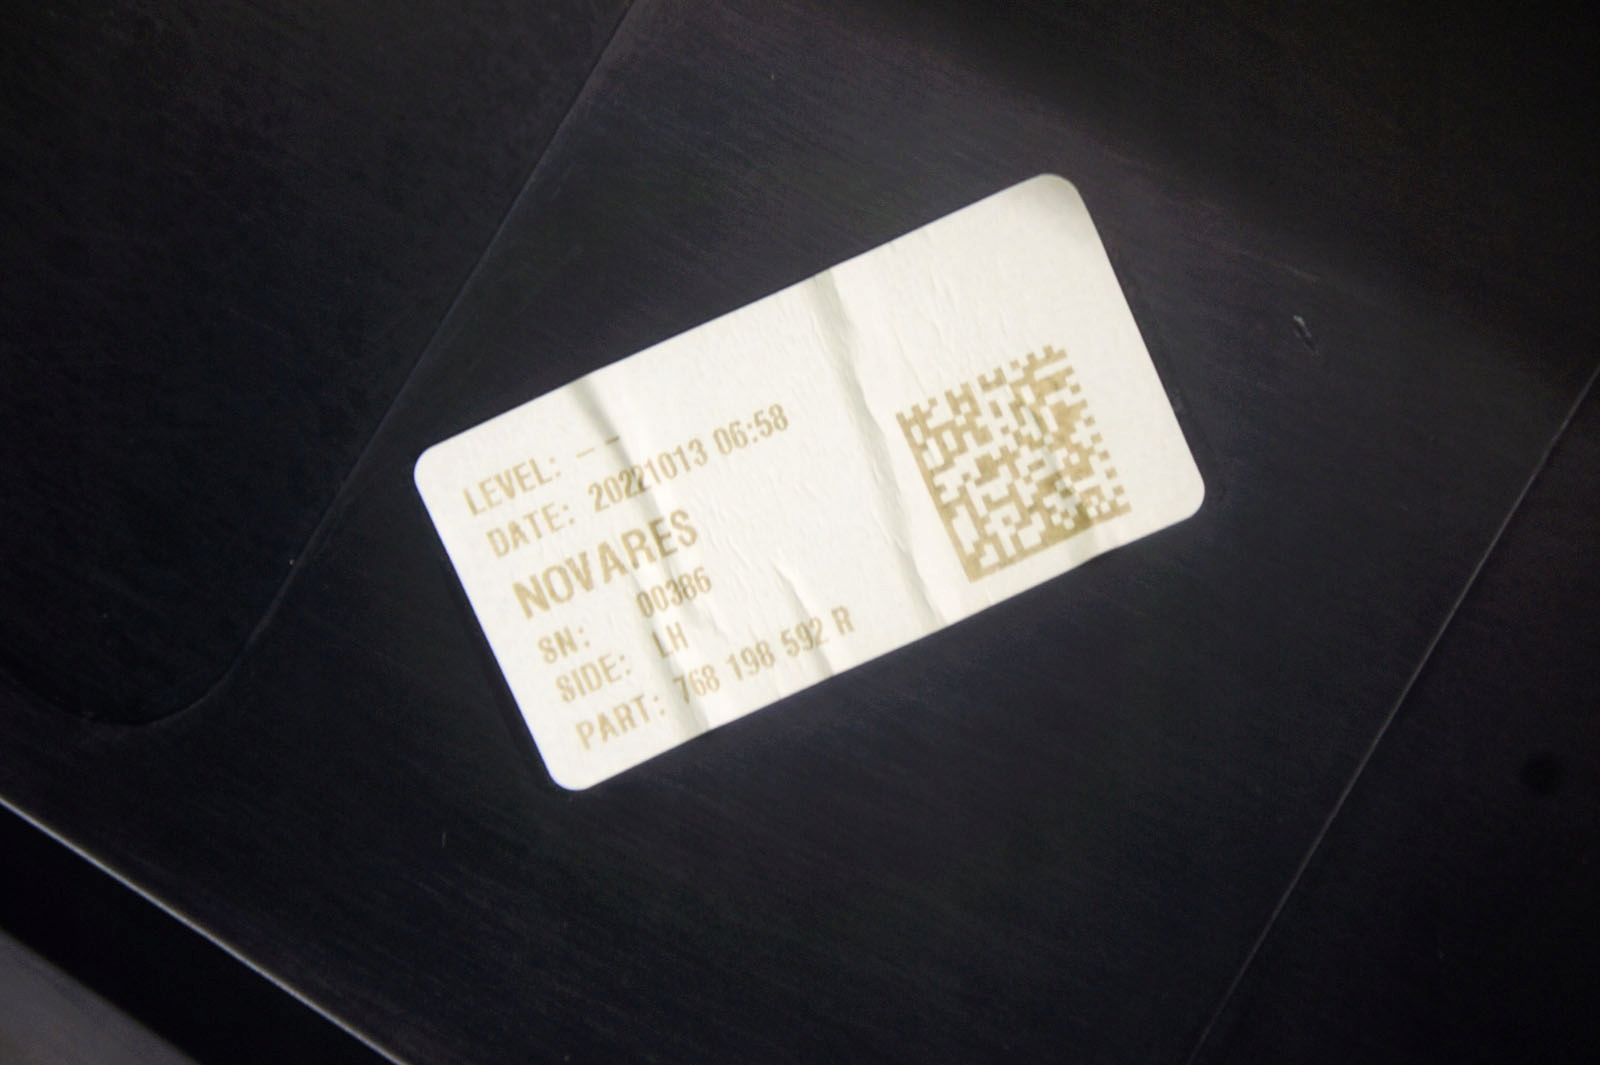 LEVEL: _ _
DATE: 20221013 06:58
NOVARES
SN: 00386
SIDE: LH
PART: 768 198 592 R